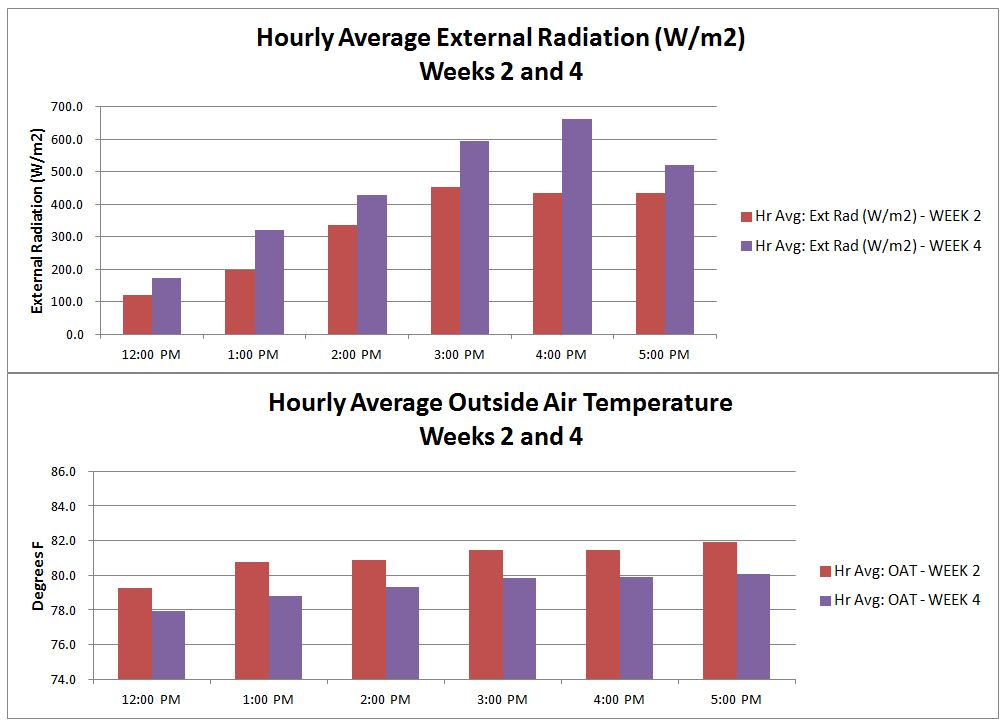 Hourly Average External Radiation (W/m2)
Weeks 2 and 4
External Radiation (W/m2)
700.0
600.0
500.0
400.0
300.0
200.0
100.0
0.0
12:00 PM 1:00 PM 2:00 PM 3:00 PM 4:00 PM 5:00 PM
Hr Avg: Ext Rad (W/m2) - WEEK 2
Hr Avg: Ext Rad (W/m2) - WEEK 4
Hourly Average Outside Air Temperature
Weeks 2 and 4
Degrees F
86.0
84.0
82.0
80.0
78.0
76.0
74.0
12:00 PM 1:00 PM 2:00 PM 3:00 PM 4:00 PM 5:00 PM
Hr Avg: OAT - WEEK 2
Hr Avg: OAT - WEEK 4